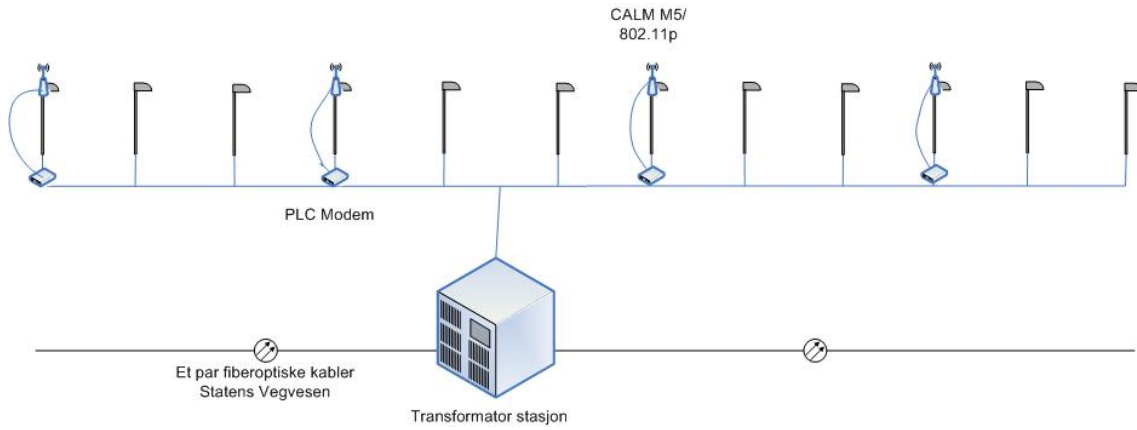 CALM M5/
802.11p
PLC Modem
Et par fiberoptiske kabler
Statens Vegvesen
Transformator stasjon